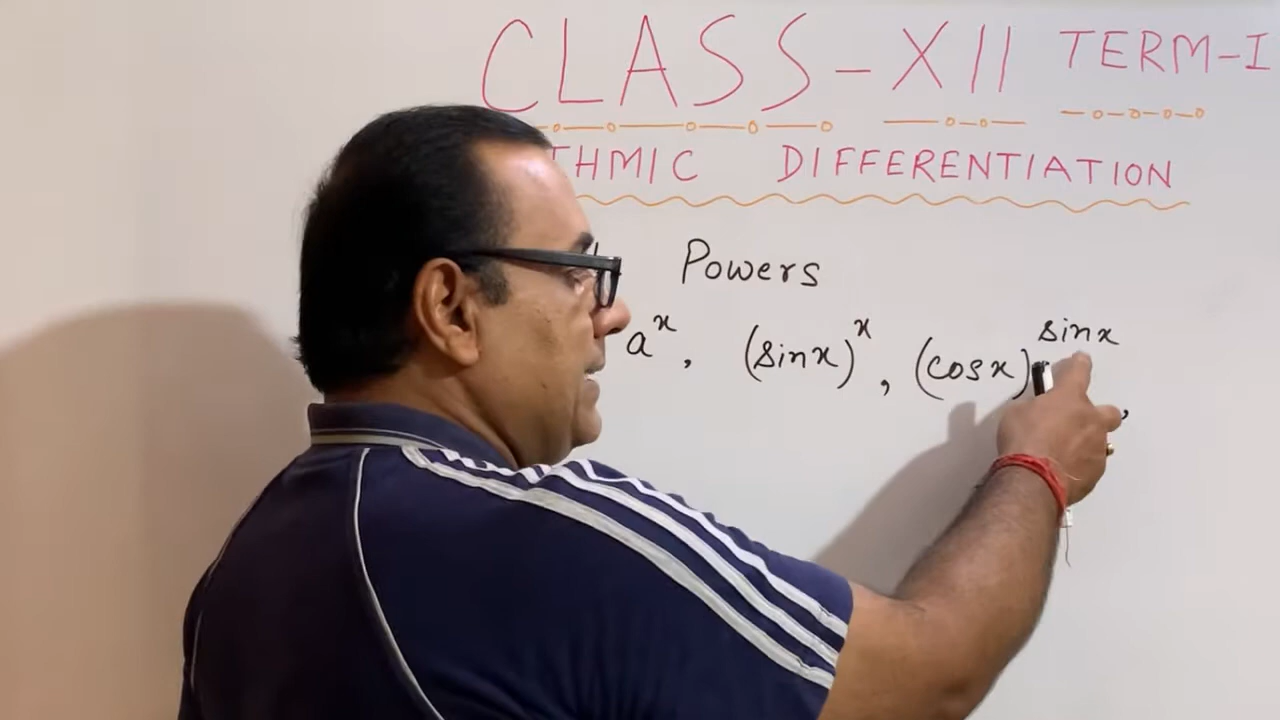 CLASS-XII TERM-I
THMIC DIFFERENTIATION
Powers
a^x, (sinx)^x, (cosx)^sinx,